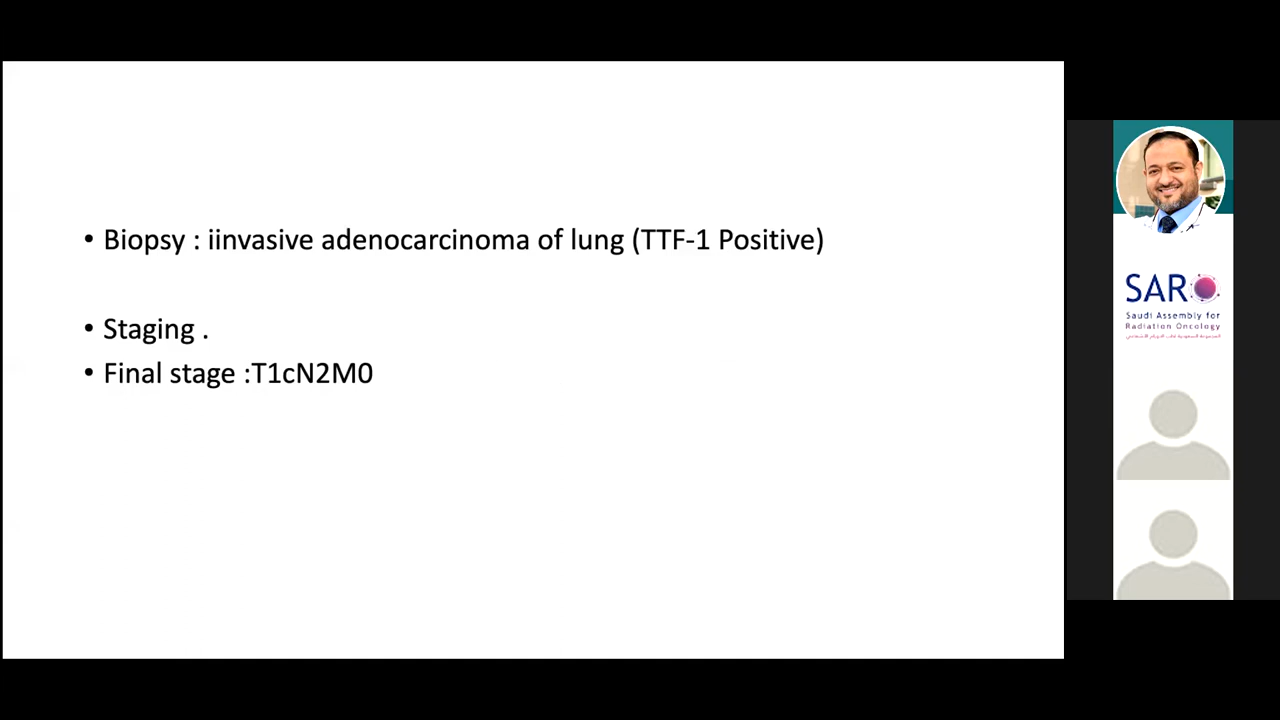 • Biopsy : iinvasive adenocarcinoma of lung (TTF-1 Positive)
• Staging .
• Final stage :T1cN2M0
SARO
Saudi Assembly for
Radiation Oncology